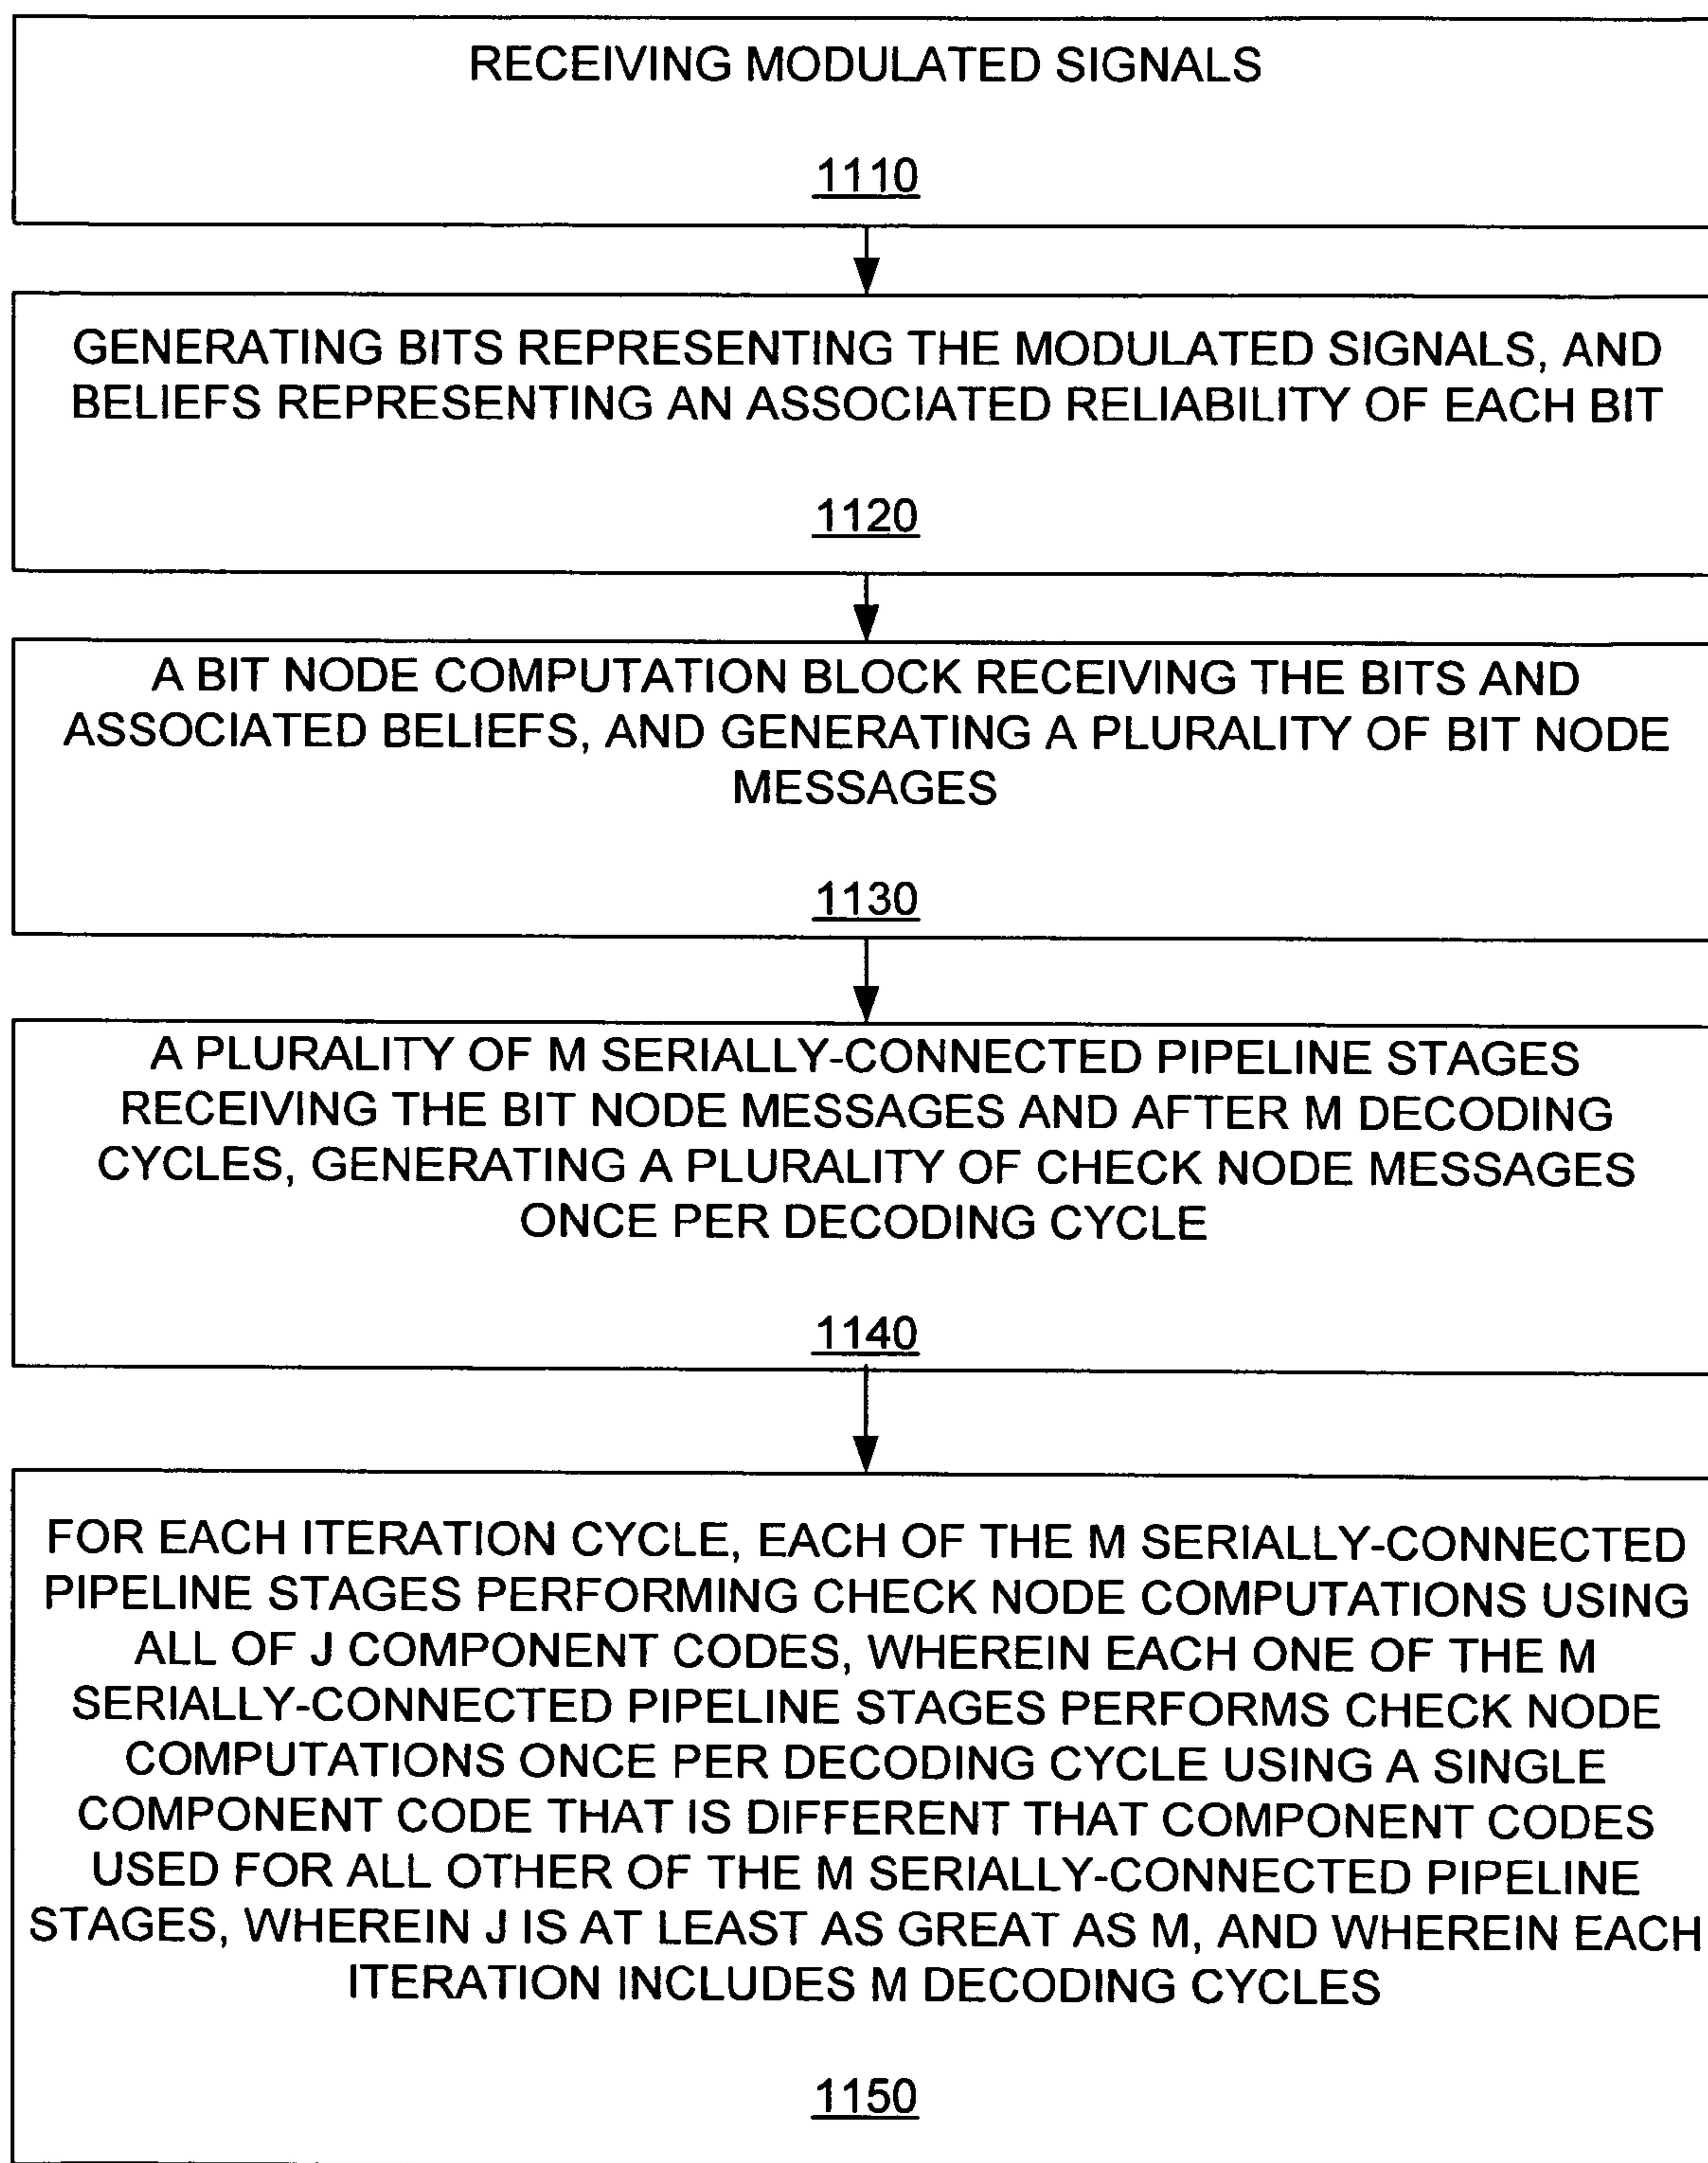 RECEIVING MODULATED SIGNALS
1110
GENERATING BITS REPRESENTING THE MODULATED SIGNALS, AND
BELIEFS REPRESENTING AN ASSOCIATED RELIABILITY OF EACH BIT
1120
A BIT NODE COMPUTATION BLOCK RECEIVING THE BITS AND
ASSOCIATED BELIEFS, AND GENERATING A PLURALITY OF BIT NODE
MESSAGES
1130
A PLURALITY OF M SERIALLY-CONNECTED PIPELINE STAGES
RECEIVING THE BIT NODE MESSAGES AND AFTER M DECODING
CYCLES, GENERATING A PLURALITY OF CHECK NODE MESSAGES
ONCE PER DECODING CYCLE
1140
FOR EACH ITERATION CYCLE, EACH OF THE M SERIALLY-CONNECTED
PIPELINE STAGES PERFORMING CHECK NODE COMPUTATIONS USING
ALL OF J COMPONENT CODES, WHEREIN EACH ONE OF THE M
SERIALLY-CONNECTED PIPELINE STAGES PERFORMS CHECK NODE
COMPUTATIONS ONCE PER DECODING CYCLE USING A SINGLE
COMPONENT CODE THAT IS DIFFERENT THAT COMPONENT CODES
USED FOR ALL OTHER OF THE M SERIALLY-CONNECTED PIPELINE
STAGES, WHEREIN J IS AT LEAST AS GREAT AS M, AND WHEREIN EACH
ITERATION INCLUDES M DECODING CYCLES
1150